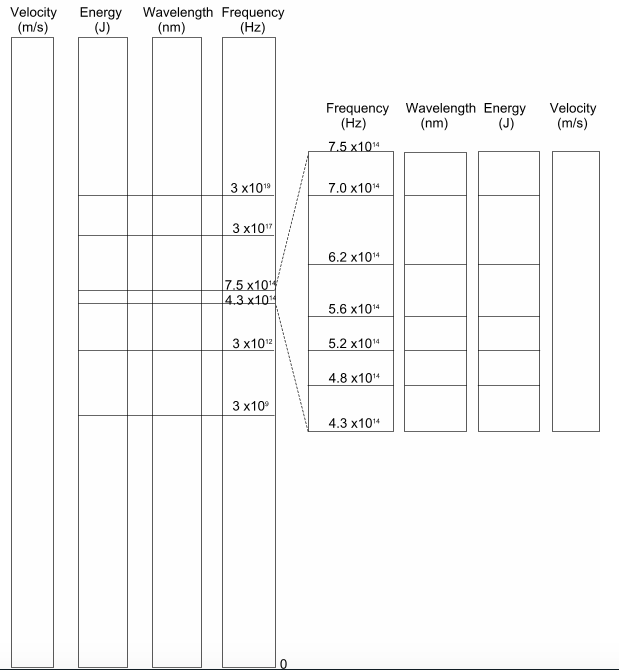 Velocity Energy Wavelength Frequency
(m/s) (J) (nm) (Hz)
Frequency Wavelength Energy Velocity
(Hz) (nm) (J) (m/s)
7.5 x10¹⁴
3 x10¹⁹
7.0 x10¹⁴
3 x10¹⁷
6.2 x10¹⁴
7.5 x10¹⁴
4.3 x10¹⁴
5.6 x10¹⁴
3 x10¹²
5.2 x10¹⁴
4.8 x10¹⁴
3 x10⁹
4.3 x10¹⁴
0